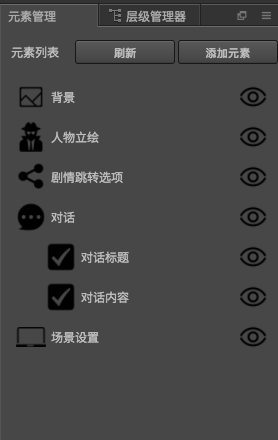 元素管理
层级管理器
元素列表
刷新
添加元素
背景
人物立绘
剧情跳转选项
对话
对话标题
对话内容
场景设置